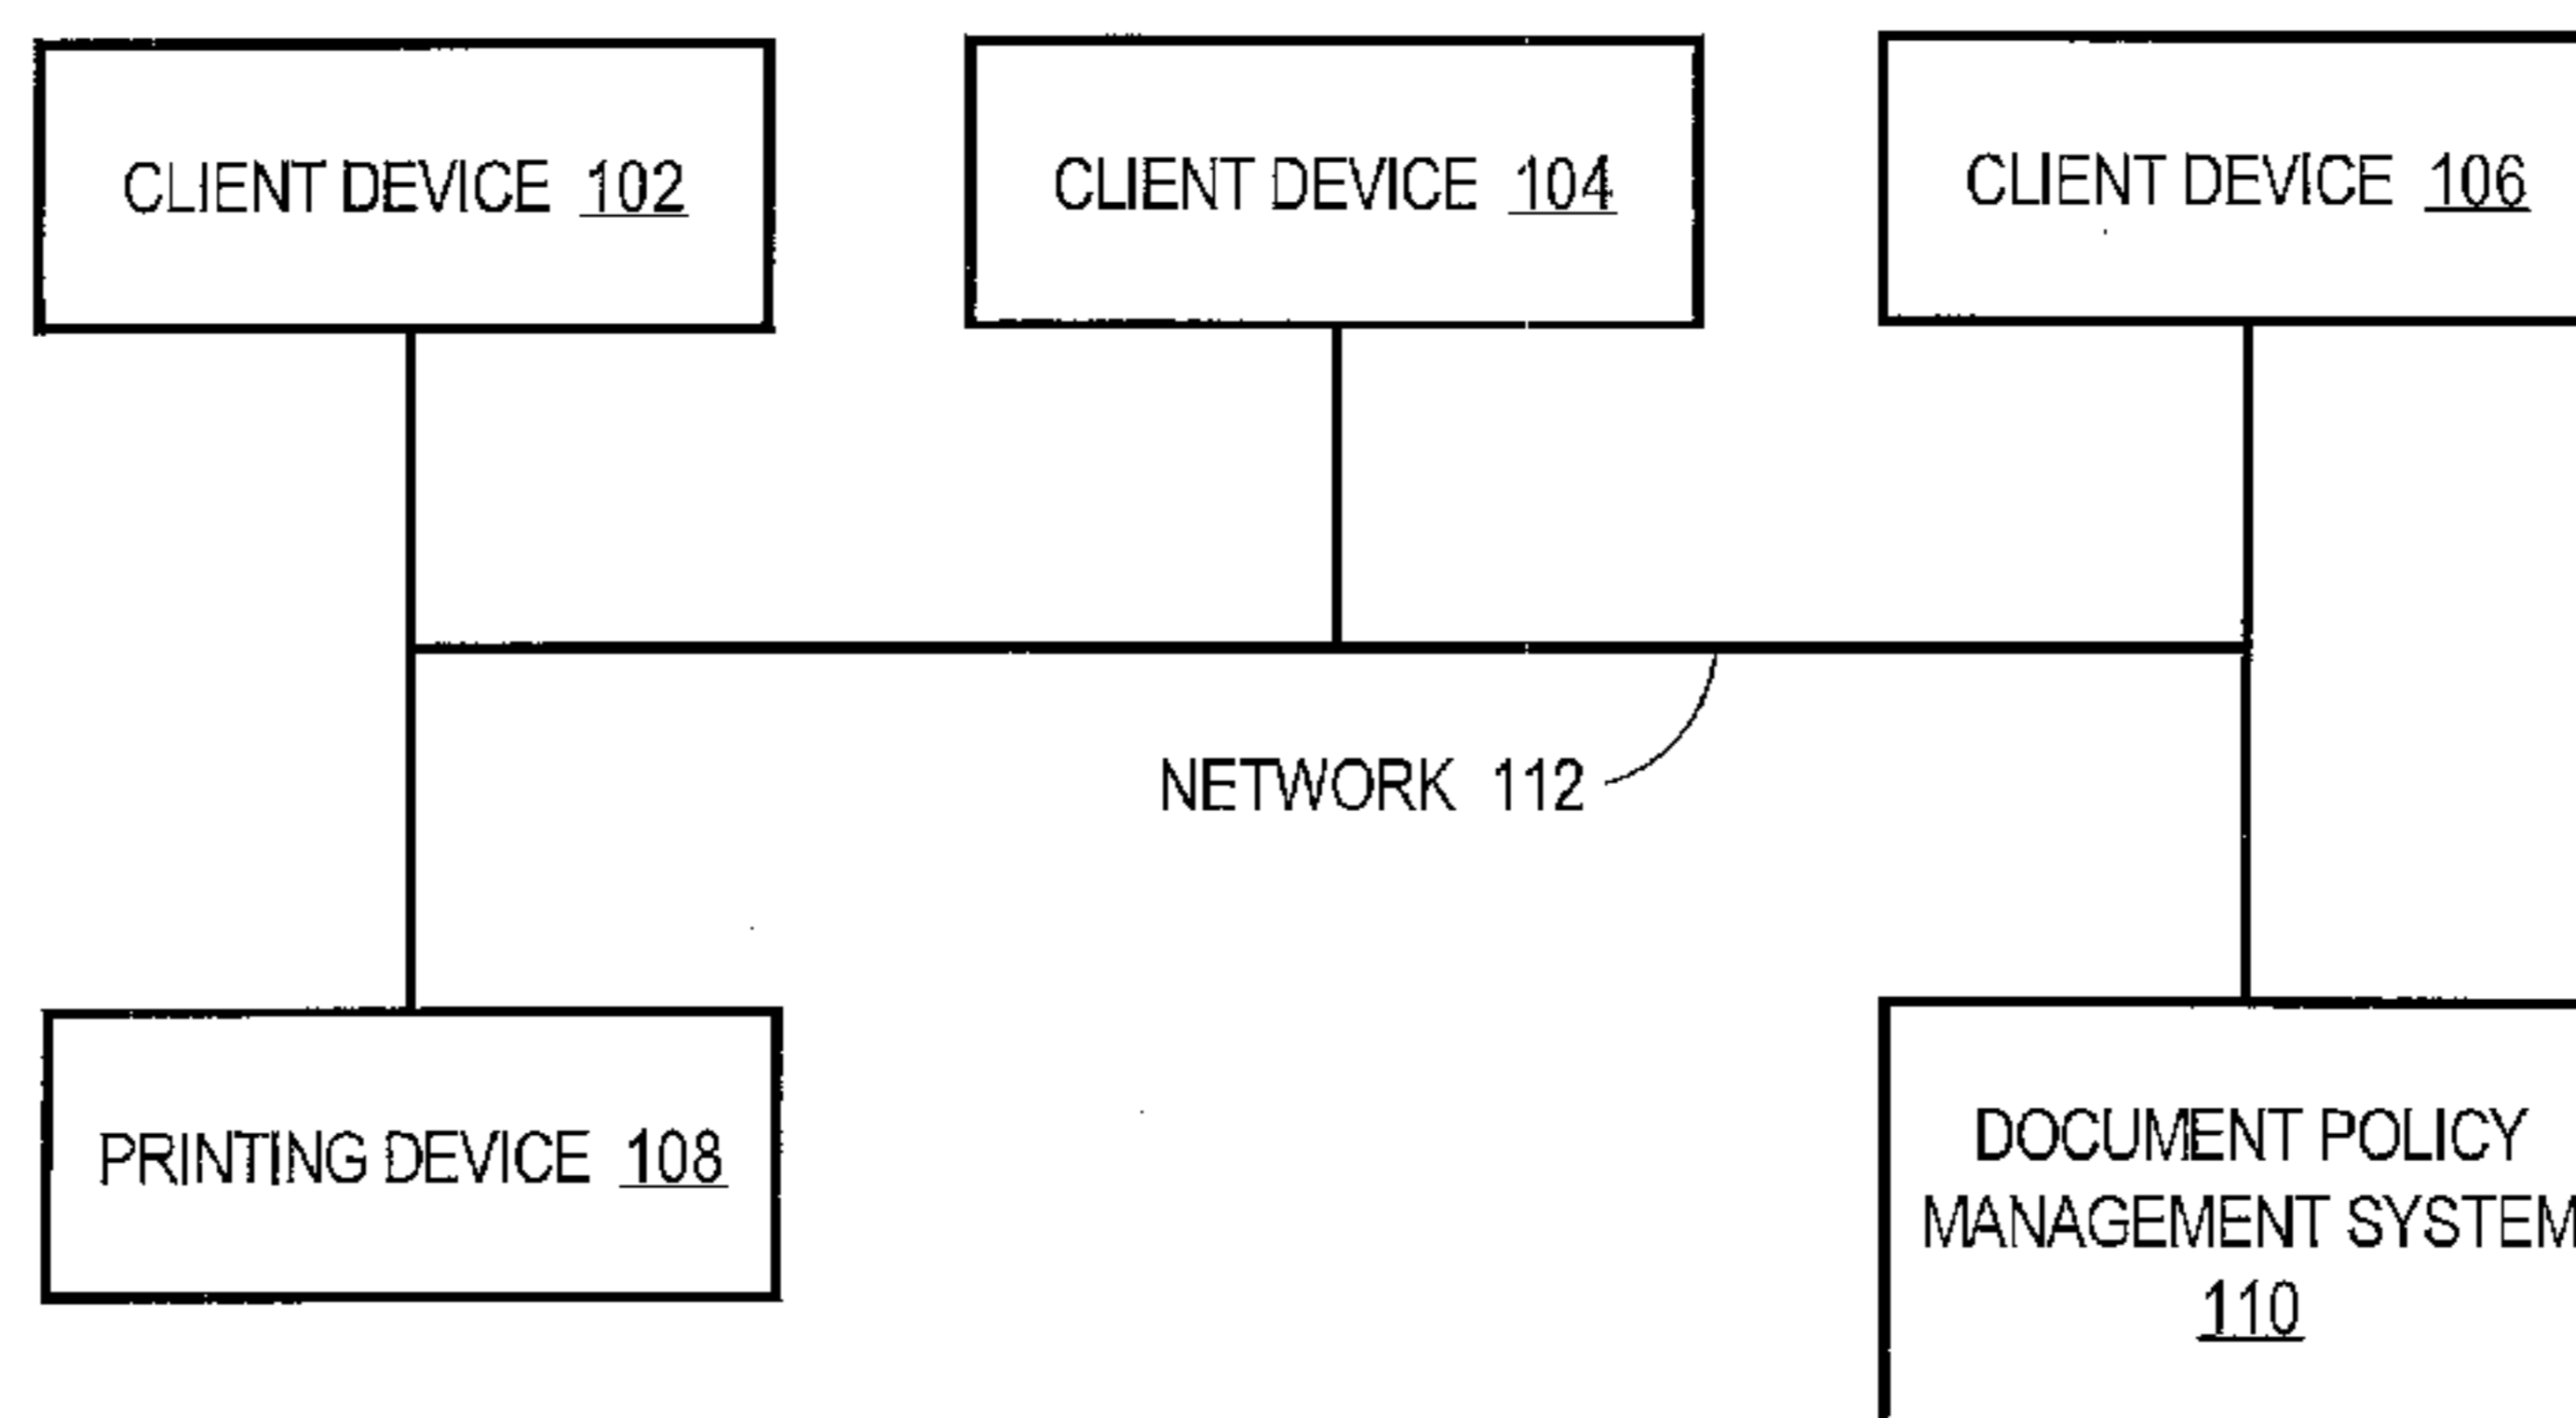 CLIENT DEVICE 102
CLIENT DEVICE 104
CLIENT DEVICE 106
NETWORK 112
PRINTING DEVICE 108
DOCUMENT POLICY
MANAGEMENT SYSTEM
110